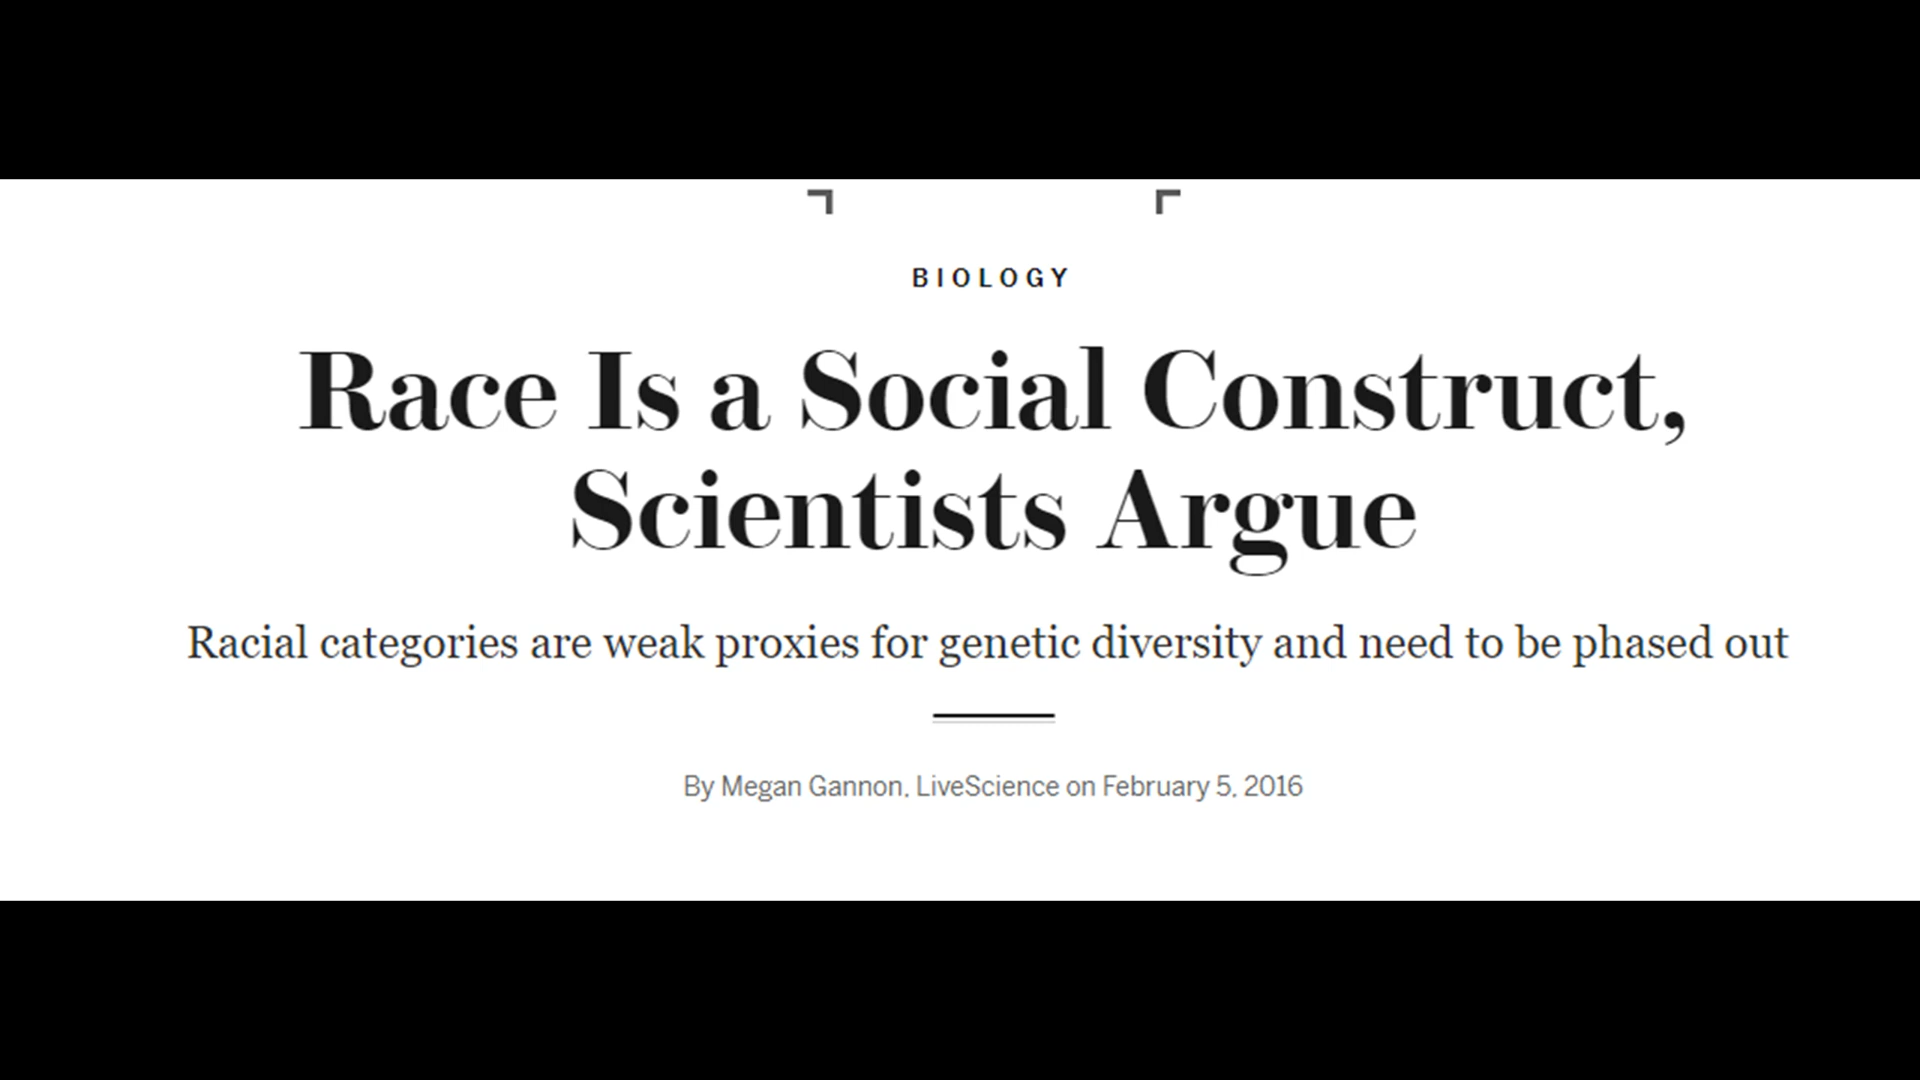 BIOLOGY
Race Is a Social Construct,
Scientists Argue
Racial categories are weak proxies for genetic diversity and need to be phased out
By Megan Gannon, LiveScience on February 5, 2016